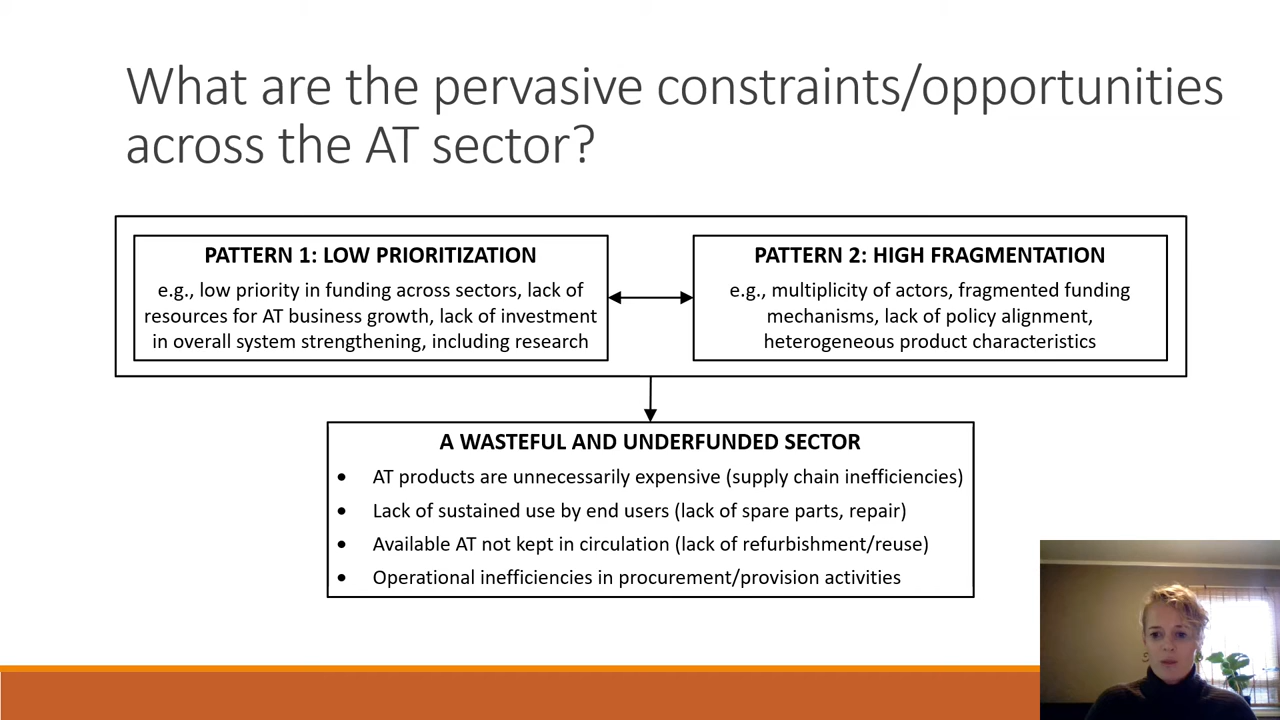 What are the pervasive constraints/opportunities
across the AT sector?
PATTERN 1: LOW PRIORITIZATION
e.g., low priority in funding across sectors, lack of
resources for AT business growth, lack of investment
in overall system strengthening, including research
PATTERN 2: HIGH FRAGMENTATION
e.g., multiplicity of actors, fragmented funding
mechanisms, lack of policy alignment,
heterogeneous product characteristics
A WASTEFUL AND UNDERFUNDED SECTOR
• AT products are unnecessarily expensive (supply chain inefficiencies)
• Lack of sustained use by end users (lack of spare parts, repair)
• Available AT not kept in circulation (lack of refurbishment/reuse)
• Operational inefficiencies in procurement/provision activities